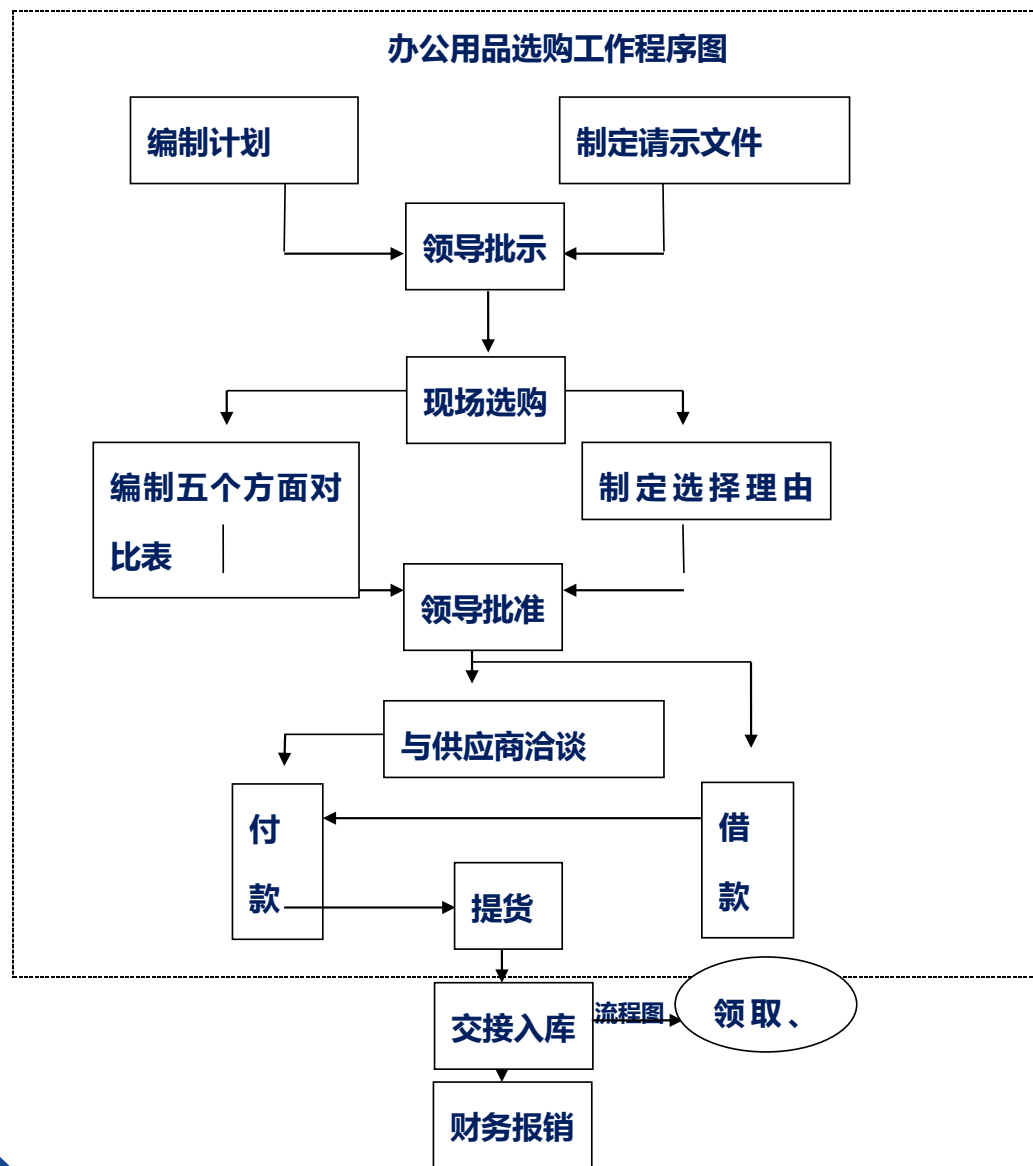 办公用品选购工作程序图
编制计划
制定请示文件
领导批示
现场选购
编制五个方面对
比表
制定选择理由
领导批准
与供应商洽谈
付
款
借
款
提货
交接入库
流程图
领取、
财务报销